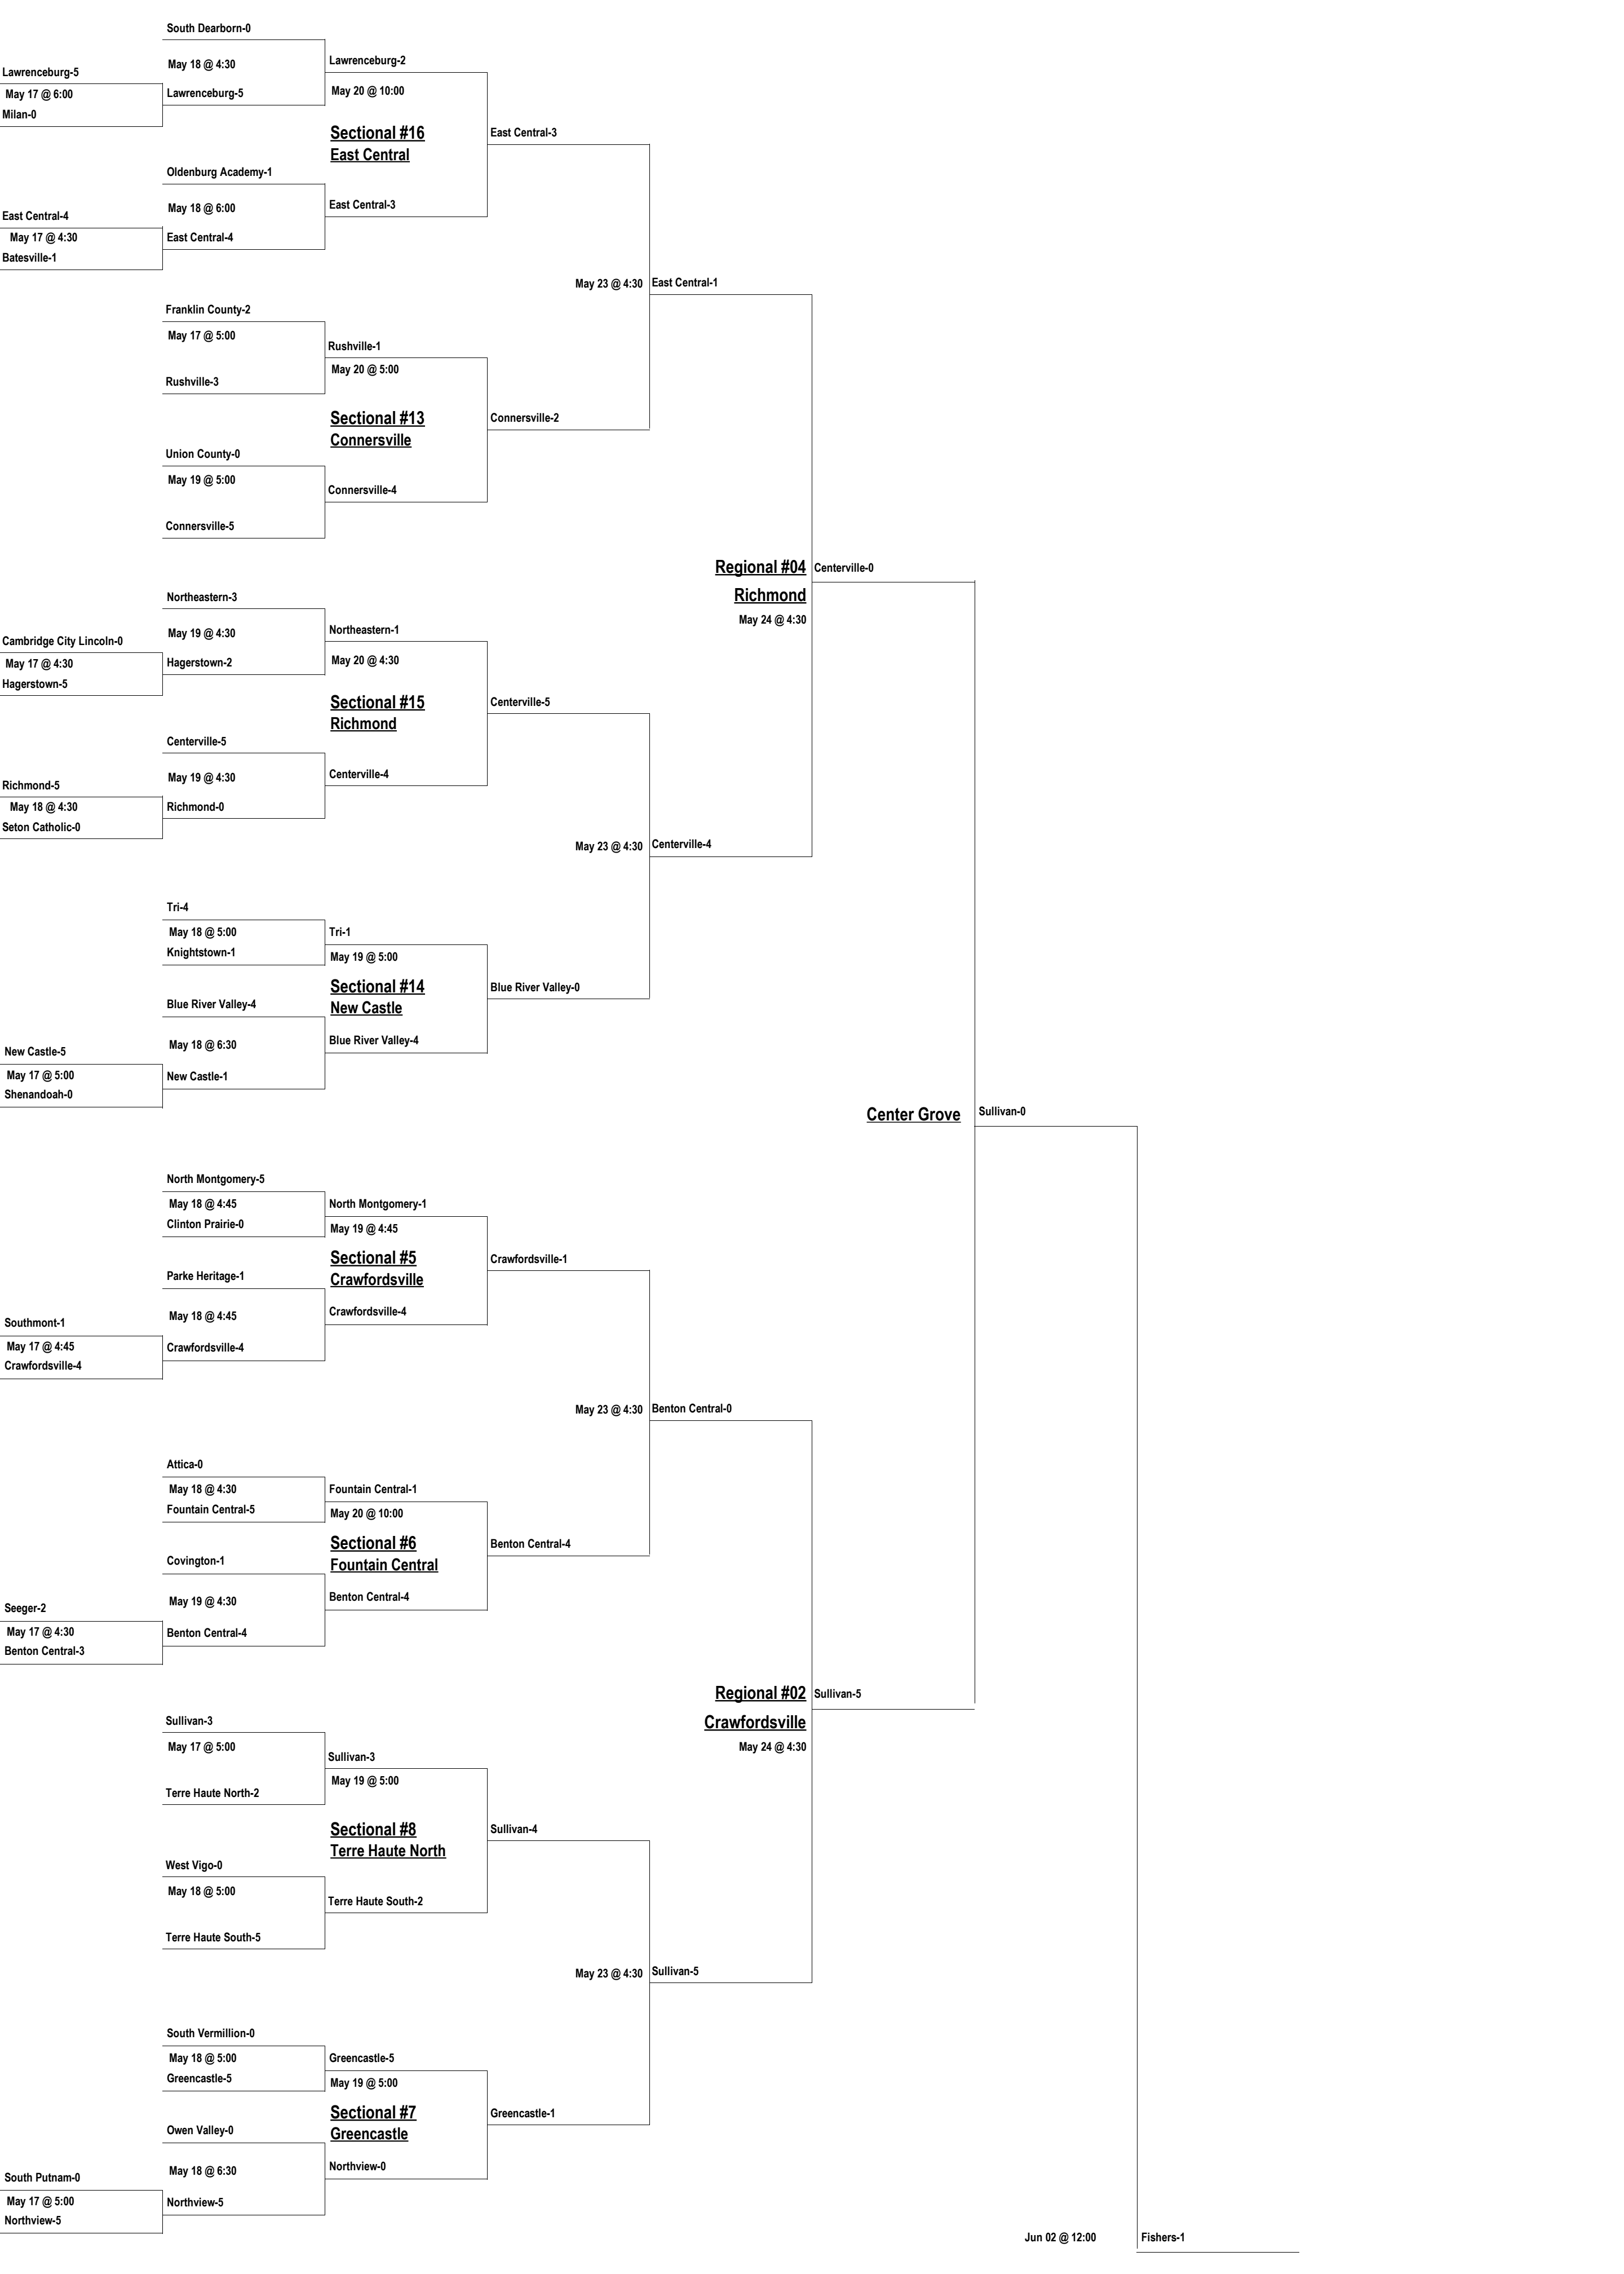 South Dearborn-0
Lawrenceburg-2
May 18 @ 4:30
Lawrenceburg-5
May 17 @ 6:00
Lawrenceburg-5
May 20 @ 10:00
Milan-0
Sectional #16
East Central
East Central-3
Oldenburg Academy-1
East Central-3
May 18 @ 6:00
East Central-4
May 17 @ 4:30
East Central-4
Batesville-1
May 23 @ 4:30
East Central-1
Franklin County-2
May 17 @ 5:00
Rushville-1
May 20 @ 5:00
Rushville-3
Sectional #13
Connersville
Connersville-2
Union County-0
May 19 @ 5:00
Connersville-4
Connersville-5
Regional #04
Richmond
May 24 @ 4:30
Centerville-0
Northeastern-3
Northeastern-1
May 19 @ 4:30
Cambridge City Lincoln-0
May 17 @ 4:30
Hagerstown-5
Hagerstown-2
May 20 @ 4:30
Sectional #15
Richmond
Centerville-5
Centerville-5
May 19 @ 4:30
Centerville-4
Richmond-5
May 18 @ 4:30
Seton Catholic-0
Richmond-0
May 23 @ 4:30
Centerville-4
Tri-4
May 18 @ 5:00
Knightstown-1
Tri-1
May 19 @ 5:00
Sectional #14
New Castle
Blue River Valley-0
Blue River Valley-4
May 18 @ 6:30
Blue River Valley-4
New Castle-5
May 17 @ 5:00
Shenandoah-0
New Castle-1
Center Grove
Sullivan-0
North Montgomery-5
May 18 @ 4:45
Clinton Prairie-0
North Montgomery-1
May 19 @ 4:45
Sectional #5
Crawfordsville
Crawfordsville-1
Parke Heritage-1
May 18 @ 4:45
Crawfordsville-4
Southmont-1
May 17 @ 4:45
Crawfordsville-4
Crawfordsville-4
May 23 @ 4:30
Benton Central-0
Attica-0
May 18 @ 4:30
Fountain Central-5
Fountain Central-1
May 20 @ 10:00
Sectional #6
Fountain Central
Benton Central-4
Covington-1
May 19 @ 4:30
Benton Central-4
Seeger-2
May 17 @ 4:30
Benton Central-3
Benton Central-4
Regional #02
Crawfordsville
May 24 @ 4:30
Sullivan-5
Sullivan-3
May 17 @ 5:00
Terre Haute North-2
Sullivan-3
May 19 @ 5:00
Sectional #8
Terre Haute North
Sullivan-4
West Vigo-0
May 18 @ 5:00
Terre Haute South-2
Terre Haute South-5
May 23 @ 4:30
Sullivan-5
South Vermillion-0
May 18 @ 5:00
Greencastle-5
Greencastle-5
May 19 @ 5:00
Sectional #7
Greencastle
Greencastle-1
Owen Valley-0
May 18 @ 6:30
Northview-0
South Putnam-0
May 17 @ 5:00
Northview-5
Northview-5
Jun 02 @ 12:00
Fishers-1